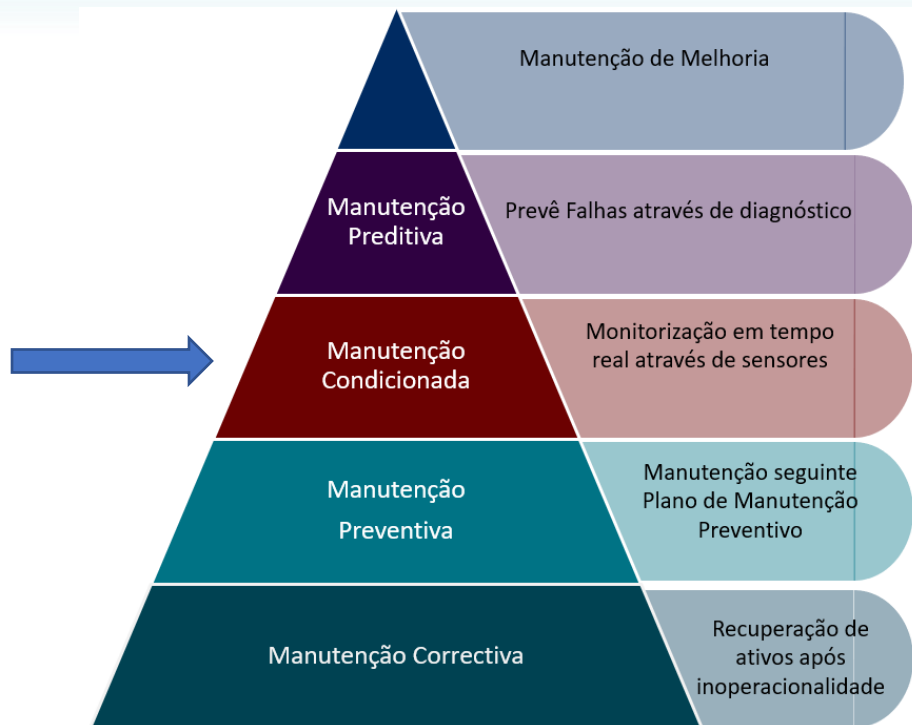 Manutenção de Melhoria
Manutenção
Preditiva
Prevê Falhas através de diagnóstico
Manutenção
Condicionada
Monitorização em tempo
real através de sensores
Manutenção
Preventiva
Manutenção seguinte
Plano de Manutenção
Preventivo
Manutenção Correctiva
Recuperação de
ativos após
inoperacionalidade